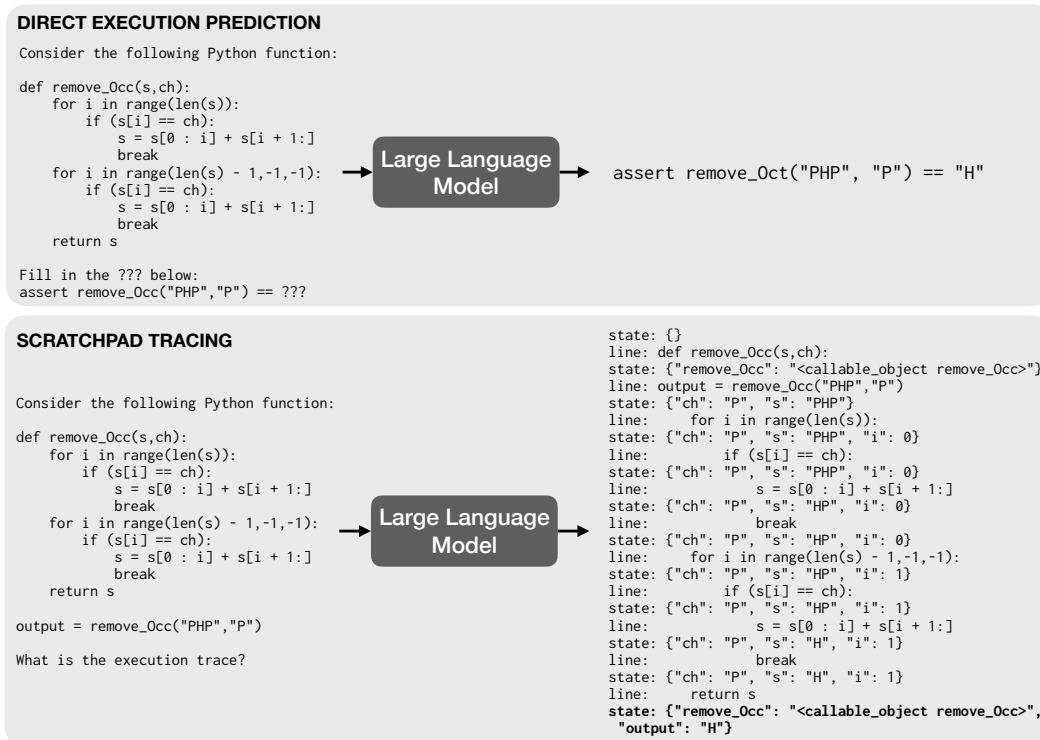 DIRECT EXECUTION PREDICTION
Consider the following Python function:
def remove_Occ(s,ch):
    for i in range(len(s)):
        if (s[i] == ch):
            s = s[0 : i] + s[i + 1:]
            break
    for i in range(len(s) - 1,-1,-1):
        if (s[i] == ch):
            s = s[0 : i] + s[i + 1:]
            break
    return s
Fill in the ??? below:
assert remove_Occ("PHP","P") == ???
Large Language
Model
assert remove_Oct("PHP", "P") == "H"
SCRATCHPAD TRACING
Consider the following Python function:
def remove_Occ(s,ch):
    for i in range(len(s)):
        if (s[i] == ch):
            s = s[0 : i] + s[i + 1:]
            break
    for i in range(len(s) - 1,-1,-1):
        if (s[i] == ch):
            s = s[0 : i] + s[i + 1:]
            break
    return s
output = remove_Occ("PHP","P")
What is the execution trace?
Large Language
Model
state: {}
line: def remove_Occ(s,ch):
state: {"remove_Occ": "<callable_object remove_Occ>"}
line: output = remove_Occ("PHP","P")
state: {"ch": "P", "s": "PHP"}
line:     for i in range(len(s)):
state: {"ch": "P", "s": "PHP", "i": 0}
line:         if (s[i] == ch):
state: {"ch": "P", "s": "PHP", "i": 0}
line:             s = s[0 : i] + s[i + 1:]
state: {"ch": "P", "s": "HP", "i": 0}
line:             break
state: {"ch": "P", "s": "HP", "i": 0}
line:     for i in range(len(s) - 1,-1,-1):
state: {"ch": "P", "s": "HP", "i": 1}
line:         if (s[i] == ch):
state: {"ch": "P", "s": "HP", "i": 1}
line:             s = s[0 : i] + s[i + 1:]
state: {"ch": "P", "s": "H", "i": 1}
line:             break
state: {"ch": "P", "s": "H", "i": 1}
line:     return s
state: {"remove_Occ": "<callable_object remove_Occ>",
"output": "H"}